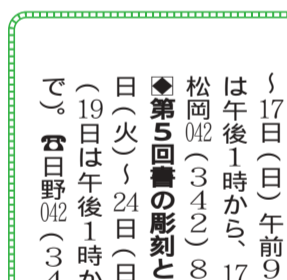 ～17日（日）午前9
は午後1時から、17
松岡042（342）8
◆第5回書の彫刻と
日（火）～24日（日
（19日は午後1時か
で）。☎日野042（34